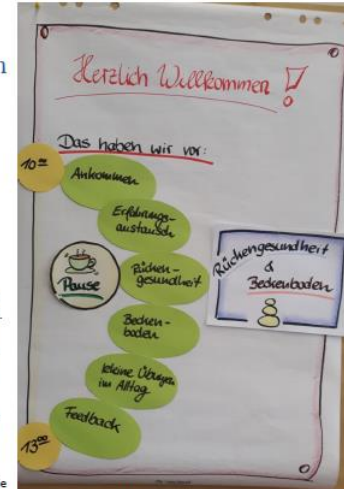 Herzlich Willkommen!
Das haben wir vor:
10⁰⁰
Ankommen
Erfahrungs-
austausch
Pause
Rücken-
gesundheit
Rückengesundheit
&
Beckenboden
Becken-
boden
kleine Übungen
im Alltag
Feedback
13⁰⁰